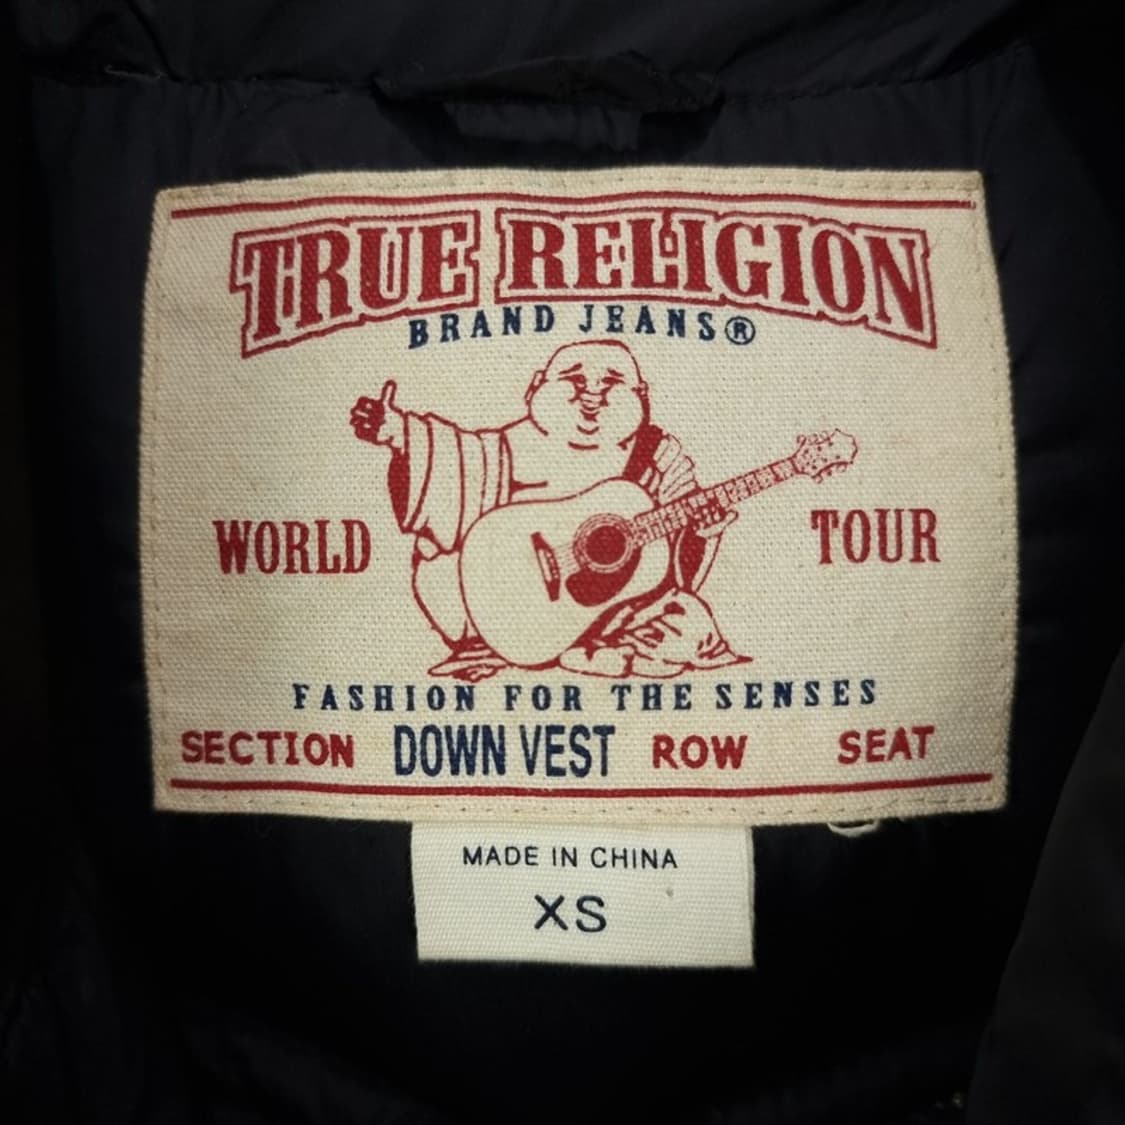 TRUE RELIGION
BRAND JEANS®
WORLD TOUR
FASHION FOR THE SENSES
SECTION DOWN VEST ROW SEAT
MADE IN CHINA
XS